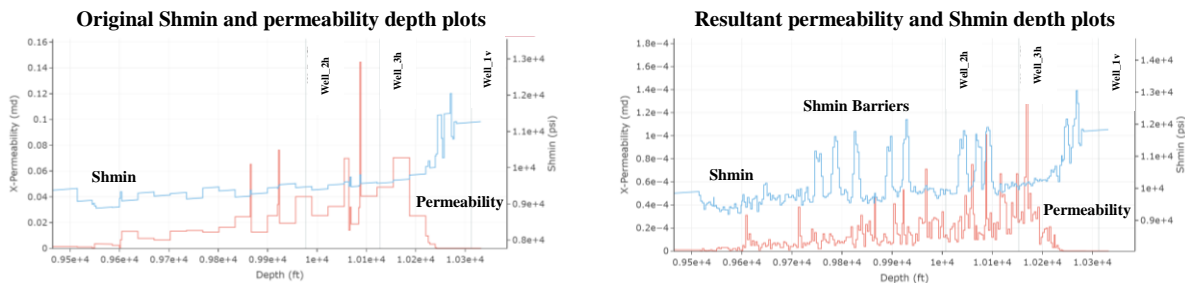 Original Shmin and permeability depth plots
0.16
0.14
0.12
0.1
0.08
0.06
0.04
0.02
0
X-Permeability (md)
Shmin
Well_2h
Well_3h
Well_1v
Permeability
1.3e+4
1.2e+4
1.1e+4
1e+4
0.9e+4
0.8e+4
Shmin (psi)
0.95e+4 0.96e+4 0.97e+4 0.98e+4 0.99e+4 1e+4 1.01e+4 1.02e+4 1.03e+4
Depth (ft)
Resultant permeability and Shmin depth plots
1.8e-4
1.6e-4
1.4e-4
1.2e-4
1e-4
0.8e-4
0.6e-4
0.4e-4
0.2e-4
0
X-Permeability (md)
Shmin Barriers
Shmin
Well_2h
Well_3h
Well_1v
Permeability
1.4e+4
1.3e+4
1.2e+4
1.1e+4
1e+4
0.9e+4
Shmin (psi)
0.95e+4 0.96e+4 0.97e+4 0.98e+4 0.99e+4 1e+4 1.01e+4 1.02e+4 1.03e+4
Depth (ft)